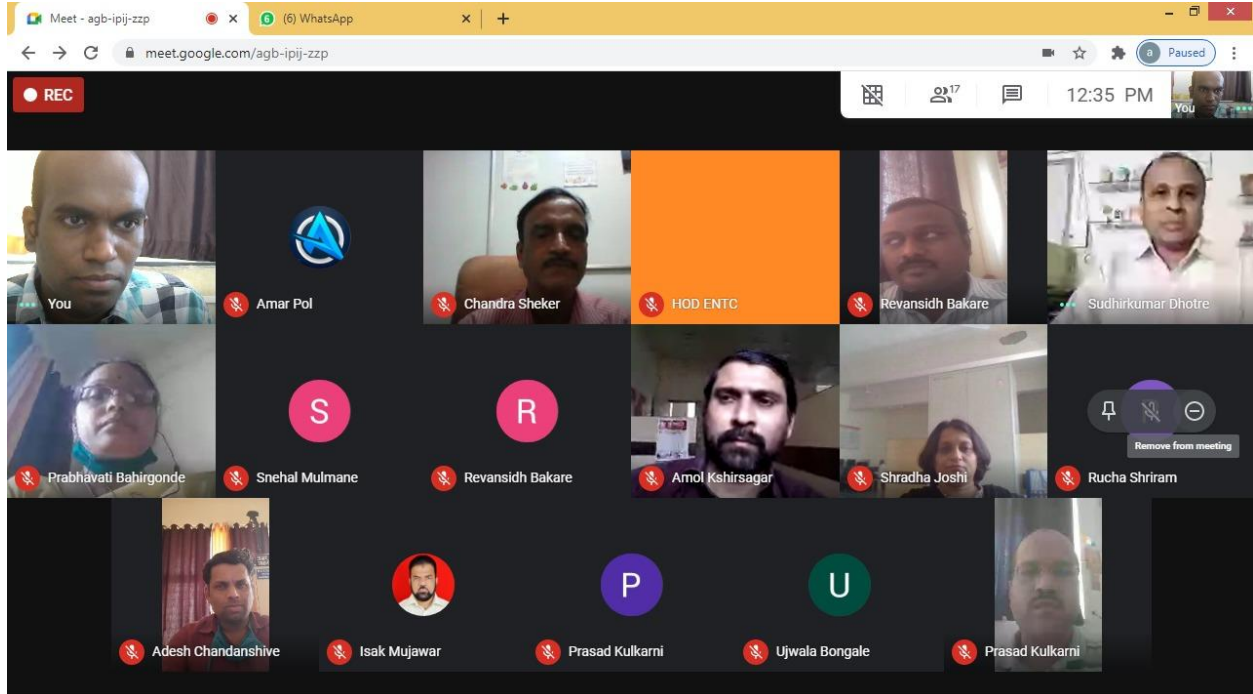 Meet - agb-ipij-zzp
(6) WhatsApp
meet.google.com/agb-ipij-zzp
a Paused
REC
17
12:35 PM
You
You
Amar Pol
Chandra Sheker
HOD ENTC
Revansidh Bakare
Sudhirkumar Dhotre
S
R
Remove from meeting
Prabhavati Bahirgonde
Snehal Mulmane
Revansidh Bakare
Amol Kshirsagar
Shradha Joshi
Rucha Shriram
P
U
Adesh Chandanshive
Isak Mujawar
Prasad Kulkarni
Ujwala Bongale
Prasad Kulkarni